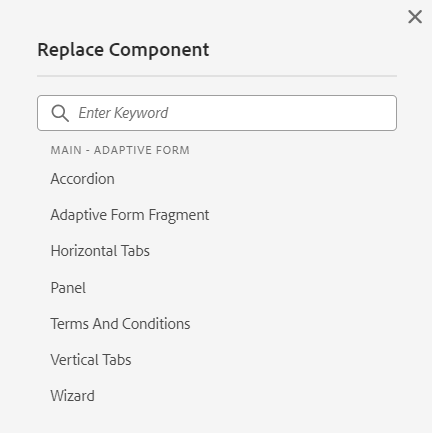 Replace Component
Enter Keyword
MAIN - ADAPTIVE FORM
Accordion
Adaptive Form Fragment
Horizontal Tabs
Panel
Terms And Conditions
Vertical Tabs
Wizard